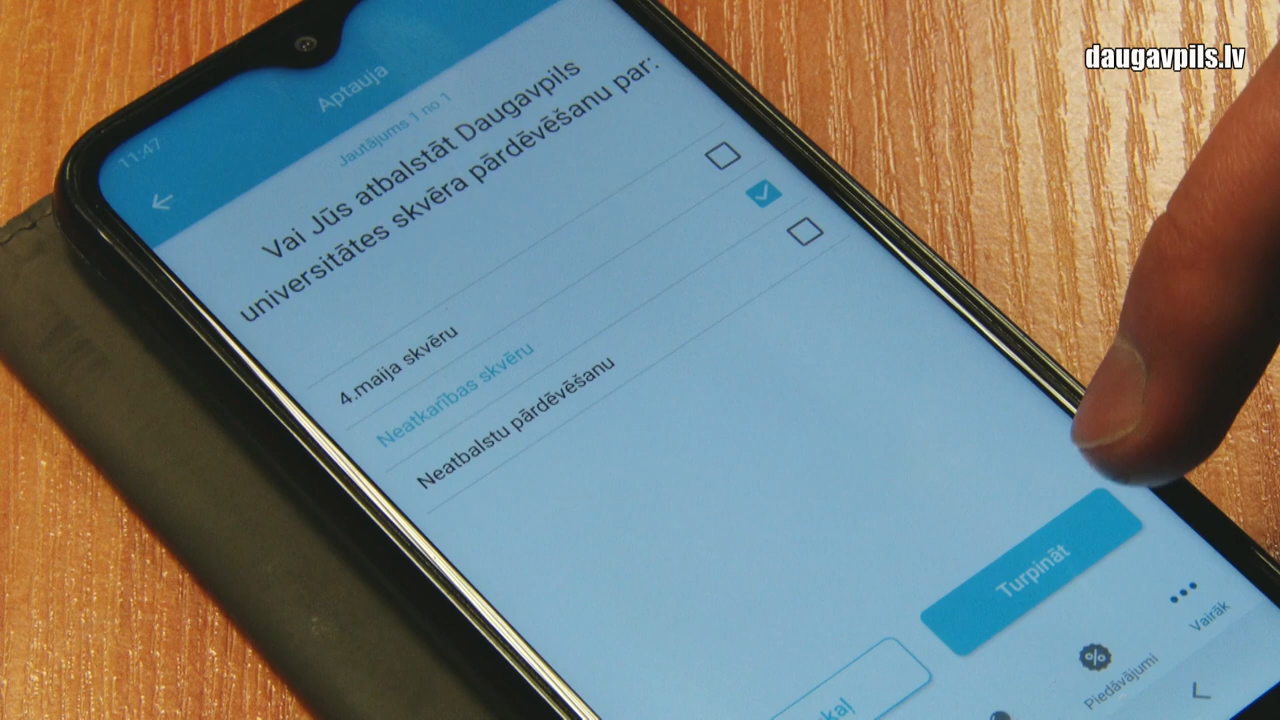 daugavpils.lv
11:47
Aptauja
Jautājums 1 no 1
Vai Jūs atbalstāt Daugavpils
universitātes skvēra pārdēvēšanu par:
4.maija skvēru
Neatkarības skvēru
Neatbalstu pārdēvēšanu
Turpināt
Vairāk
Piedāvājumi